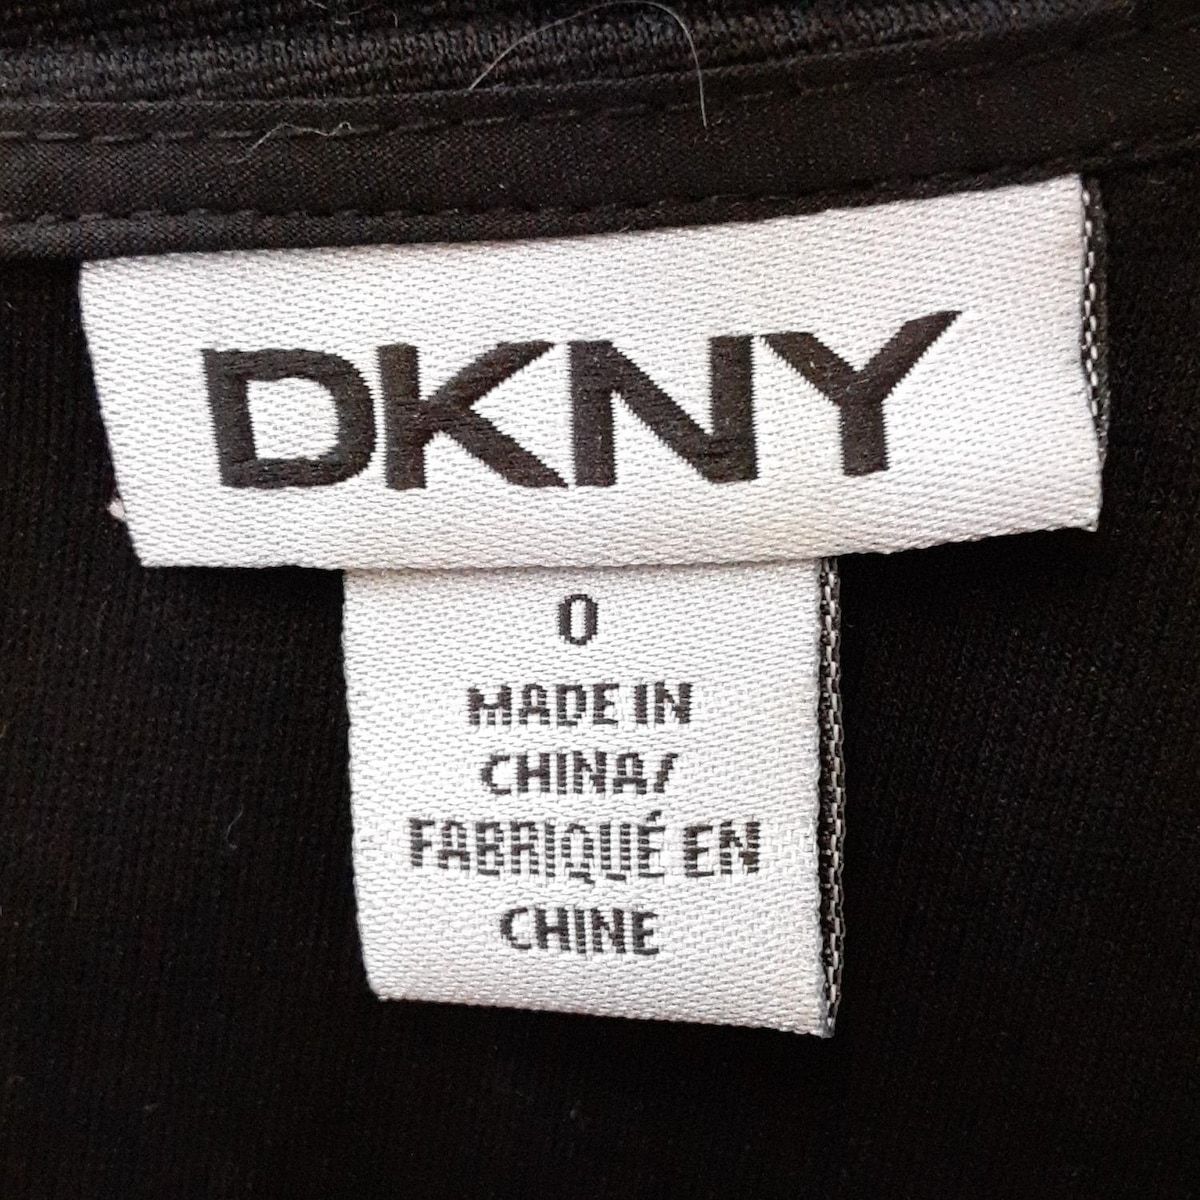 DKNY
0
MADE IN
CHINA/
FABRIQUÉ EN
CHINE